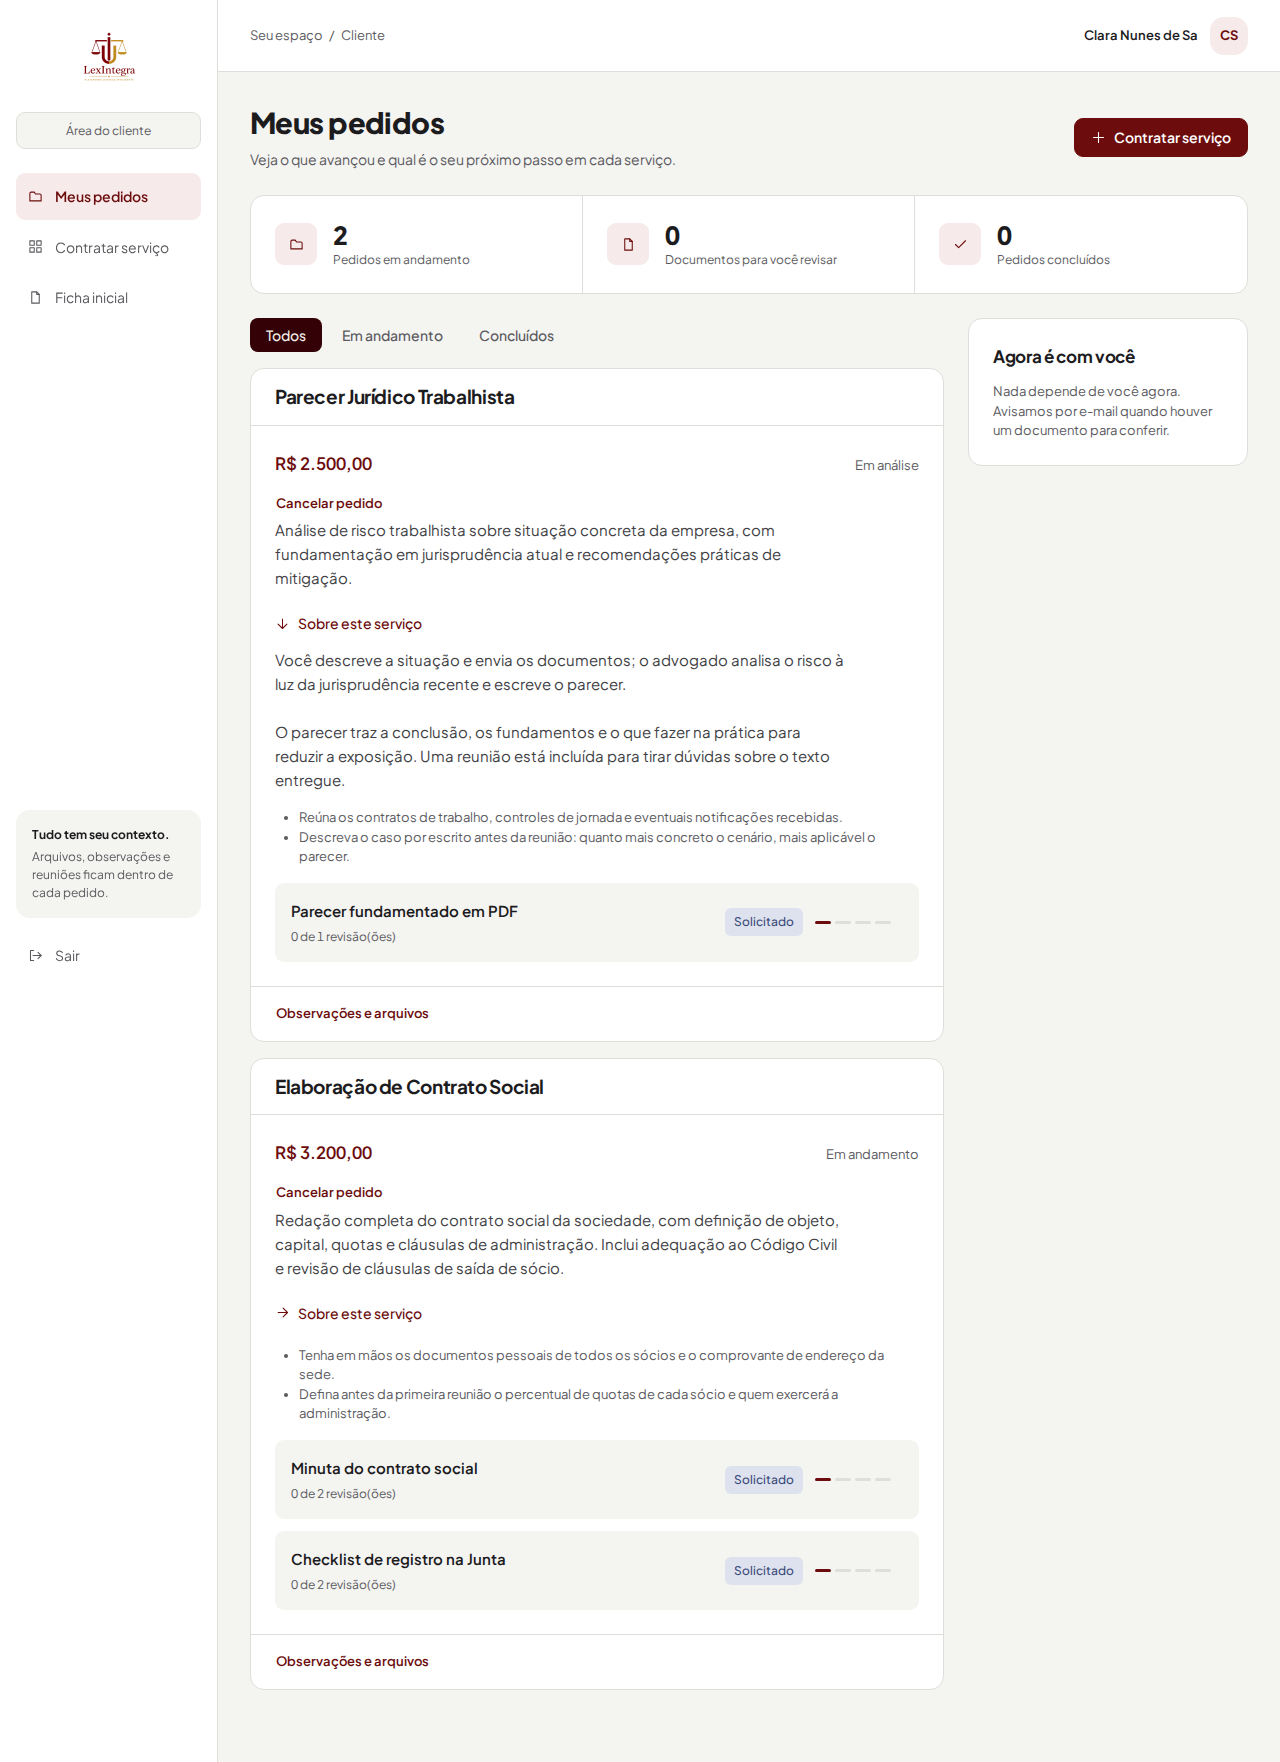 LexIntegra
Área do cliente
Meus pedidos
Contratar serviço
Ficha inicial
Tudo tem seu contexto.
Arquivos, observações e
reuniões ficam dentro de
cada pedido.
Sair
Seu espaço / Cliente
Clara Nunes de Sa
CS
Meus pedidos
Veja o que avançou e qual é o seu próximo passo em cada serviço.
Contratar serviço
2
Pedidos em andamento
0
Documentos para você revisar
0
Pedidos concluídos
Todos
Em andamento
Concluídos
Parecer Jurídico Trabalhista
R$ 2.500,00
Em análise
Cancelar pedido
Análise de risco trabalhista sobre situação concreta da empresa, com
fundamentação em jurisprudência atual e recomendações práticas de
mitigação.
Sobre este serviço
Você descreve a situação e envia os documentos; o advogado analisa o risco à
luz da jurisprudência recente e escreve o parecer.
O parecer traz a conclusão, os fundamentos e o que fazer na prática para
reduzir a exposição. Uma reunião está incluída para tirar dúvidas sobre o texto
entregue.
Reúna os contratos de trabalho, controles de jornada e eventuais notificações recebidas.
Descreva o caso por escrito antes da reunião: quanto mais concreto o cenário, mais aplicável o
parecer.
Parecer fundamentado em PDF
0 de 1 revisão(ões)
Solicitado
Observações e arquivos
Elaboração de Contrato Social
R$ 3.200,00
Em andamento
Cancelar pedido
Redação completa do contrato social da sociedade, com definição de objeto,
capital, quotas e cláusulas de administração. Inclui adequação ao Código Civil
e revisão de cláusulas de saída de sócio.
Sobre este serviço
Tenha em mãos os documentos pessoais de todos os sócios e o comprovante de endereço da
sede.
Defina antes da primeira reunião o percentual de quotas de cada sócio e quem exercerá a
administração.
Minuta do contrato social
0 de 2 revisão(ões)
Solicitado
Checklist de registro na Junta
0 de 2 revisão(ões)
Solicitado
Observações e arquivos
Agora é com você
Nada depende de você agora.
Avisamos por e-mail quando houver
um documento para conferir.